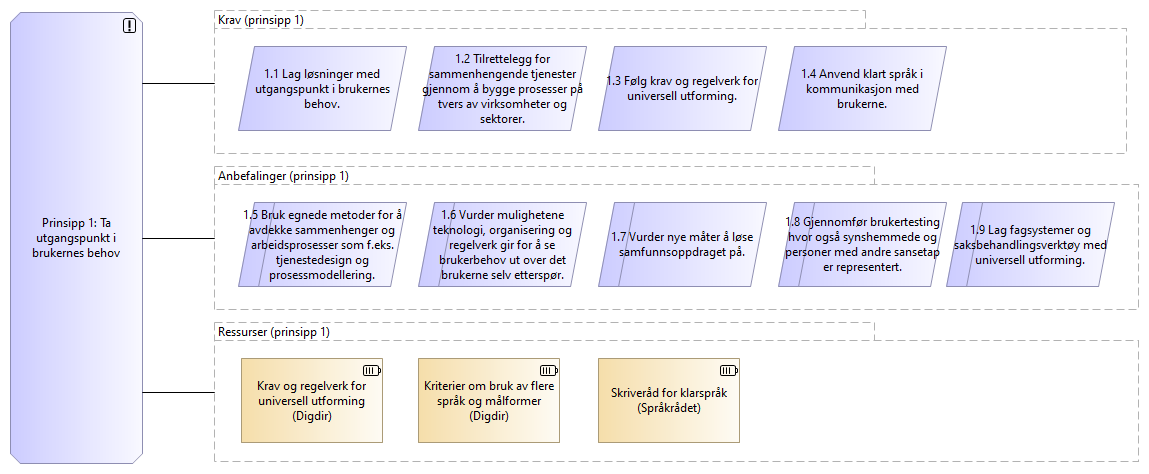 Prinsipp 1: Ta
utgangspunkt i
brukernes behov
Krav (prinsipp 1)
1.1 Lag løsninger med
utgangspunkt i brukernes
behov.
1.2 Tilrettelegg for
sammenhengende tjenester
gjennom å bygge prosesser på
tvers av virksomheter og
sektorer.
1.3 Følg krav og regelverk for
universell utforming.
1.4 Anvend klart språk i
kommunikasjon med
brukerne.
Anbefalinger (prinsipp 1)
1.5 Bruk egnede metoder for å
avdekke sammenhenger og
arbeidsprosesser som f.eks.
tjenestedesign og
prosessmodellering.
1.6 Vurder mulighetene
teknologi, organisering og
regelverk gir for å se
brukerbehov ut over det
brukerne selv etterspør.
1.7 Vurder nye måter å løse
samfunnsoppdraget på.
1.8 Gjennomfør brukertesting
hvor også synshemmede og
personer med andre sansetap
er representert.
1.9 Lag fagsystemer og
saksbehandlingsverktøy med
universell utforming.
Ressurser (prinsipp 1)
Krav og regelverk for
universell utforming
(Digdir)
Kriterier om bruk av flere
språk og målformer
(Digdir)
Skriveråd for klarspråk
(Språkrådet)